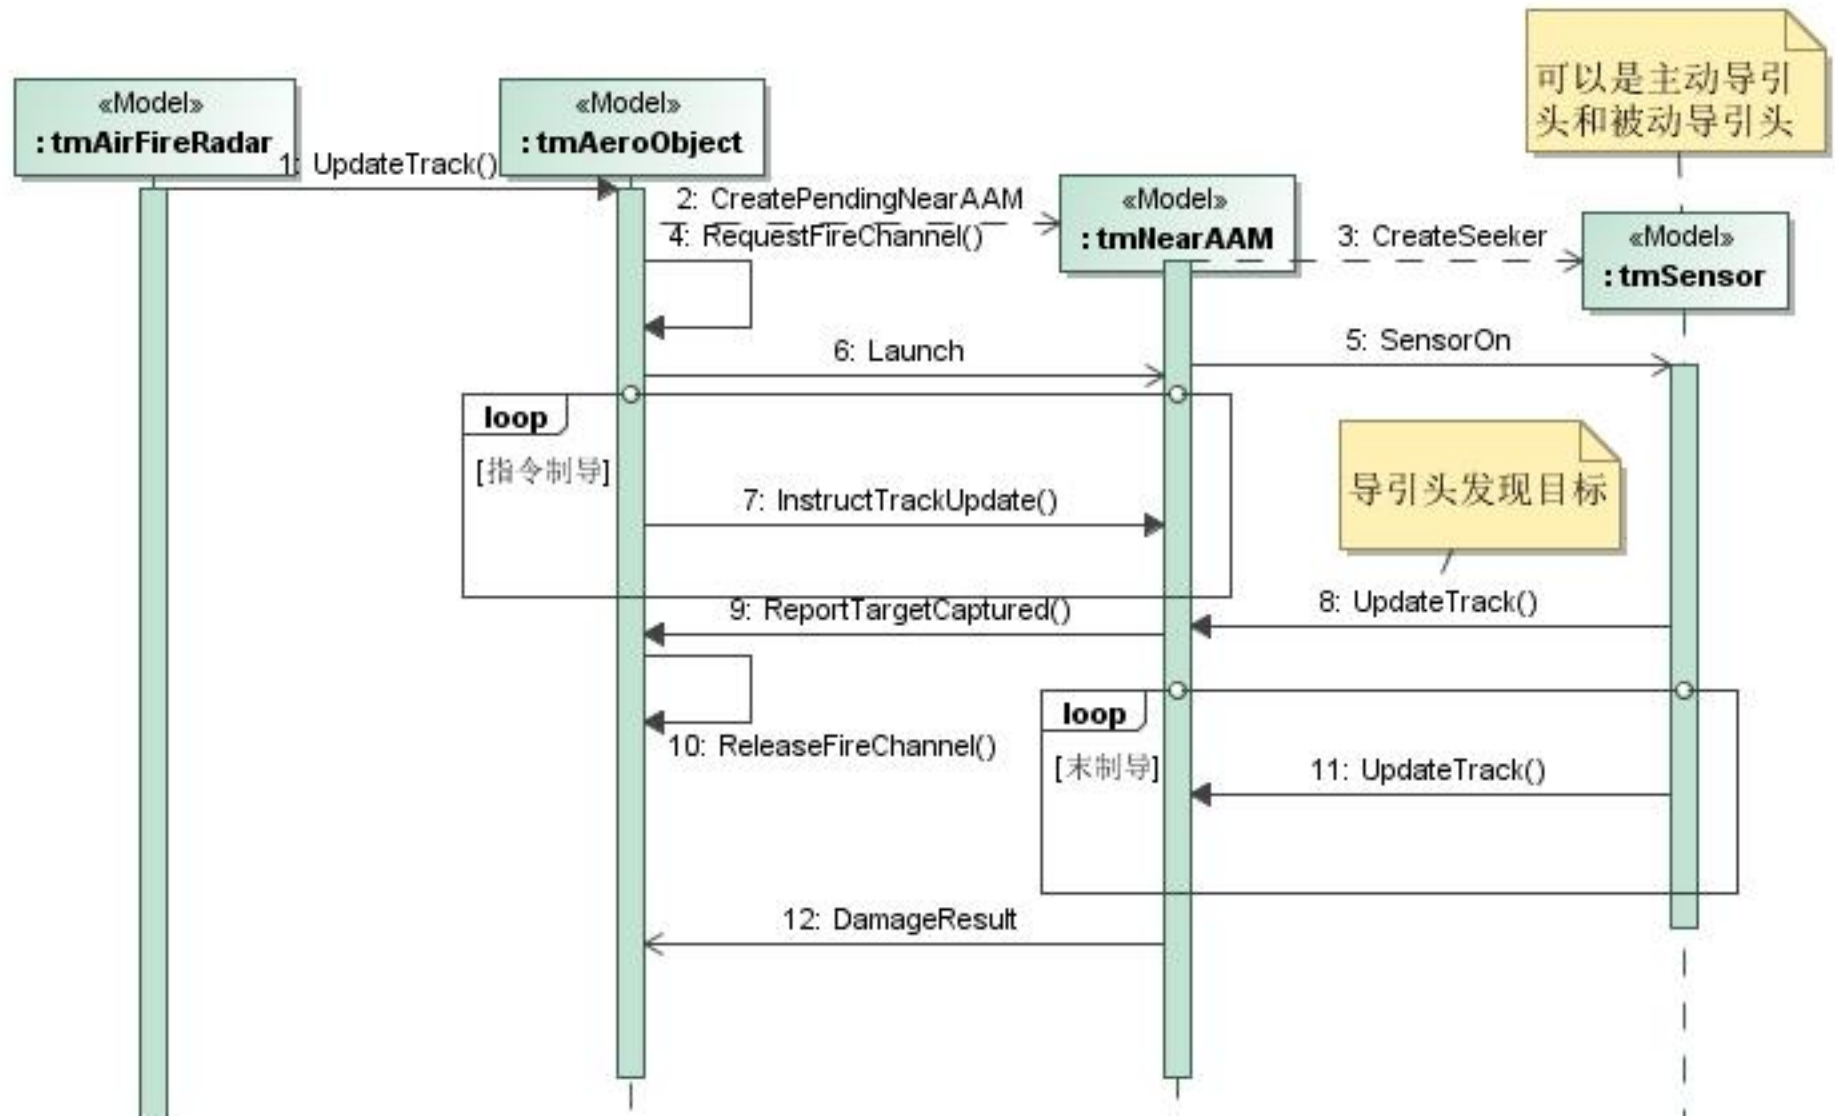 可以是主动导引
头和被动导引头
«Model»
: tmAirFireRadar
«Model»
: tmAeroObject
1: UpdateTrack()
2: CreatePendingNearAAM
«Model»
: tmNearAAM
3: CreateSeeker
«Model»
: tmSensor
4: RequestFireChannel()
5: SensorOn
6: Launch
loop
[指令制导]
7: InstructTrackUpdate()
导引头发现目标
8: UpdateTrack()
9: ReportTargetCaptured()
10: ReleaseFireChannel()
loop
[末制导]
11: UpdateTrack()
12: DamageResult